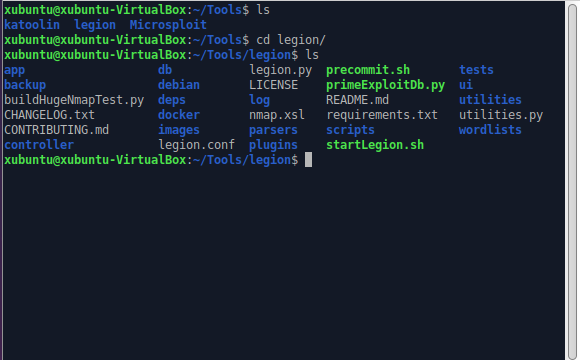 xubuntu@xubuntu-VirtualBox:~/Tools$ ls
katoolin legion Microsploit
xubuntu@xubuntu-VirtualBox:~/Tools$ cd legion/
xubuntu@xubuntu-VirtualBox:~/Tools/legion$ ls
app db legion.py precommit.sh tests
backup debian LICENSE primeExploitDb.py ui
buildHugeNmapTest.py deps log README.md utilities
CHANGELOG.txt docker nmap.xsl requirements.txt utilities.py
CONTRIBUTING.md images parsers scripts wordlists
controller legion.conf plugins startLegion.sh
xubuntu@xubuntu-VirtualBox:~/Tools/legion$